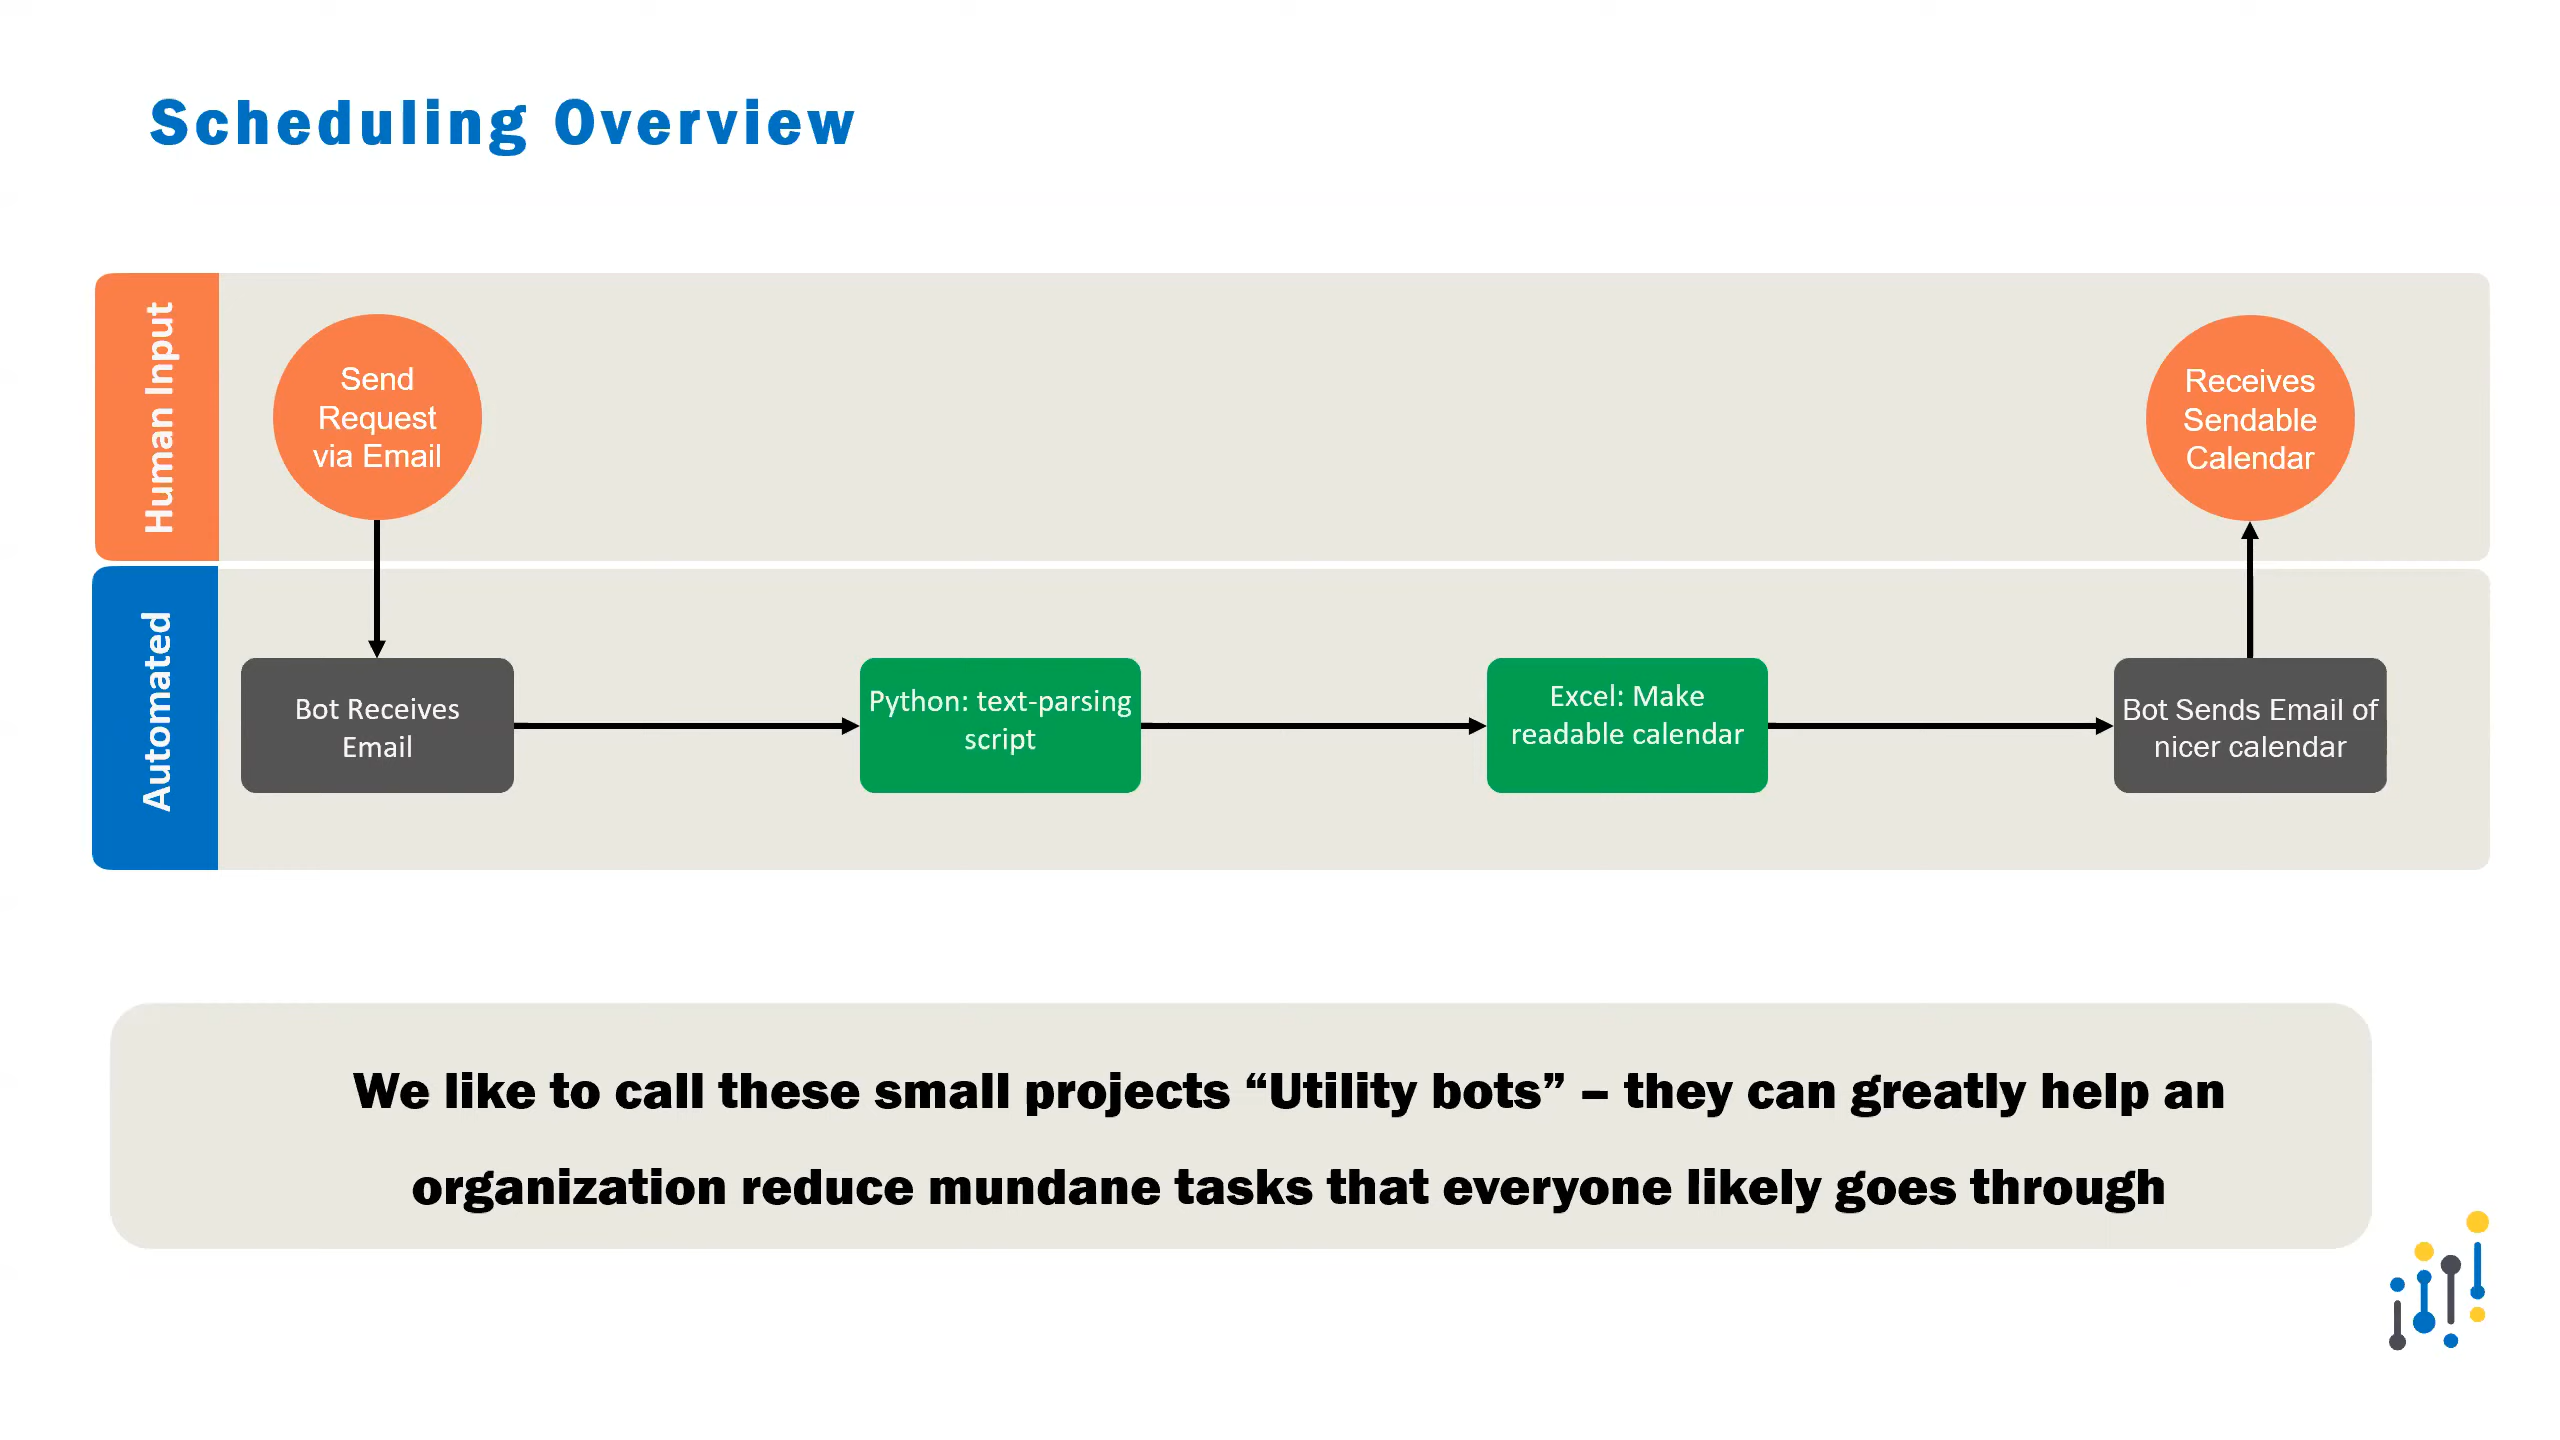 Scheduling Overview
Human Input
Send
Request
via Email
Receives
Sendable
Calendar
Automated
Bot Receives
Email
Python: text-parsing
script
Excel: Make
readable calendar
Bot Sends Email of
nicer calendar
We like to call these small projects “Utility bots” – they can greatly help an
organization reduce mundane tasks that everyone likely goes through